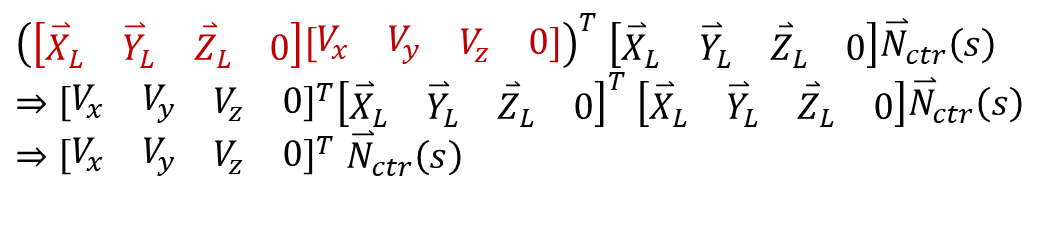 ([X⃗_L Y⃗_L Z⃗_L 0][V_x V_y V_z 0])^T [X⃗_L Y⃗_L Z⃗_L 0]N⃗_ctr(s)
⇒ [V_x V_y V_z 0]^T[X⃗_L Y⃗_L Z⃗_L 0]^T [X⃗_L Y⃗_L Z⃗_L 0]N⃗_ctr(s)
⇒ [V_x V_y V_z 0]^T N⃗_ctr(s)